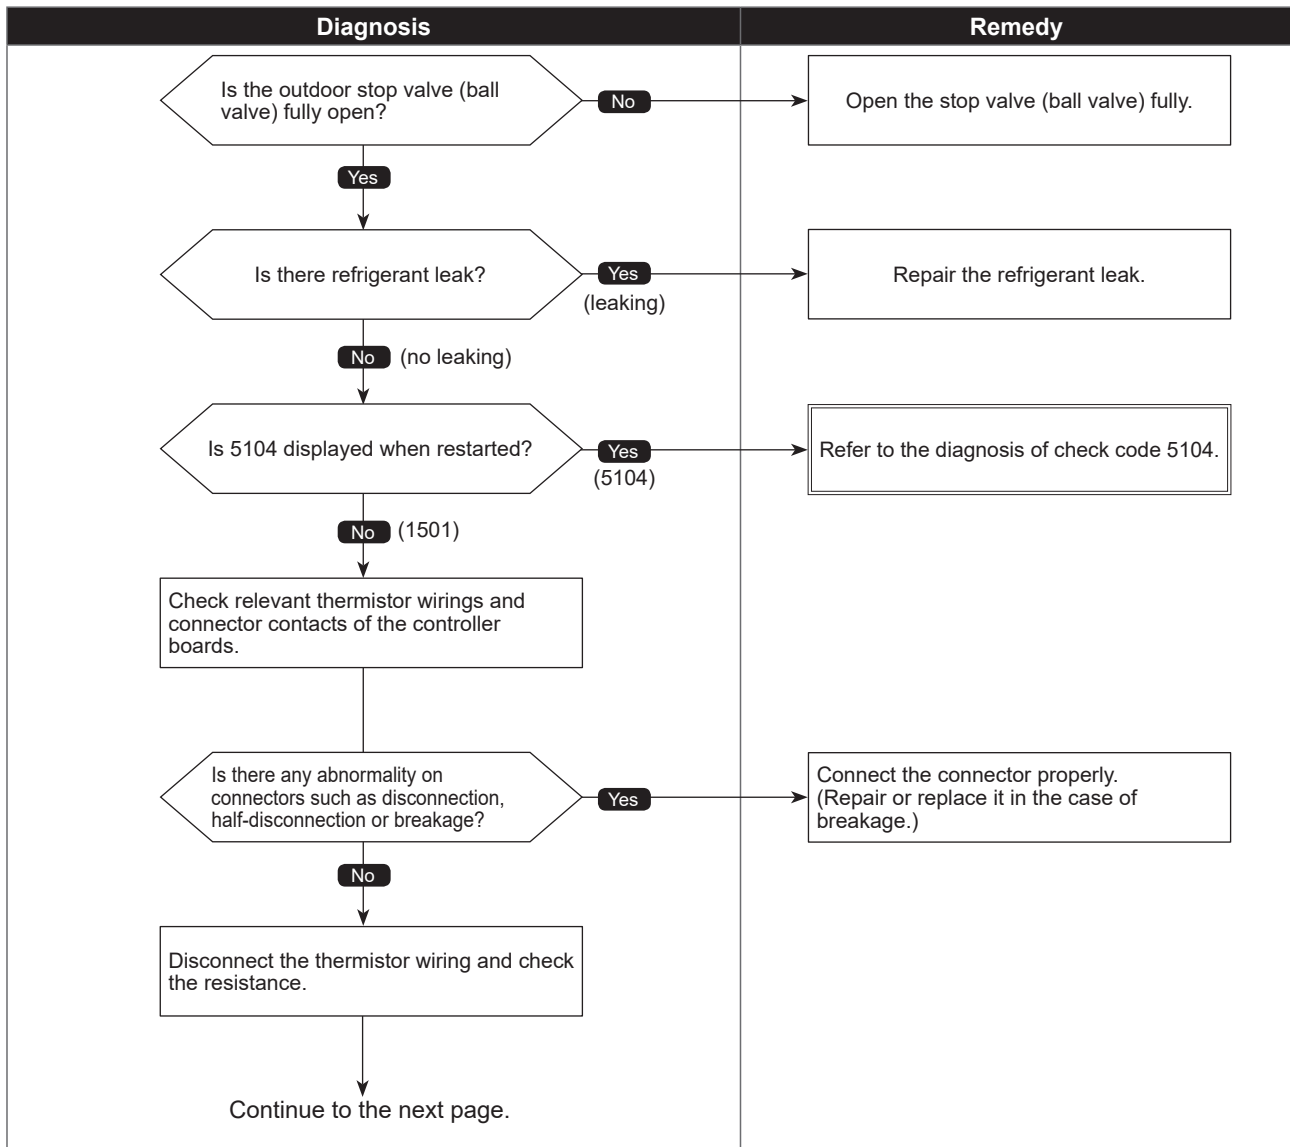 Diagnosis
Remedy
Is the outdoor stop valve (ball
valve) fully open?
No
Open the stop valve (ball valve) fully.
Yes
Is there refrigerant leak?
Yes
(leaking)
Repair the refrigerant leak.
No (no leaking)
Is 5104 displayed when restarted?
Yes
(5104)
Refer to the diagnosis of check code 5104.
No (1501)
Check relevant thermistor wirings and
connector contacts of the controller
boards.
Is there any abnormality on
connectors such as disconnection,
half-disconnection or breakage?
Yes
Connect the connector properly.
(Repair or replace it in the case of
breakage.)
No
Disconnect the thermistor wiring and check
the resistance.
Continue to the next page.